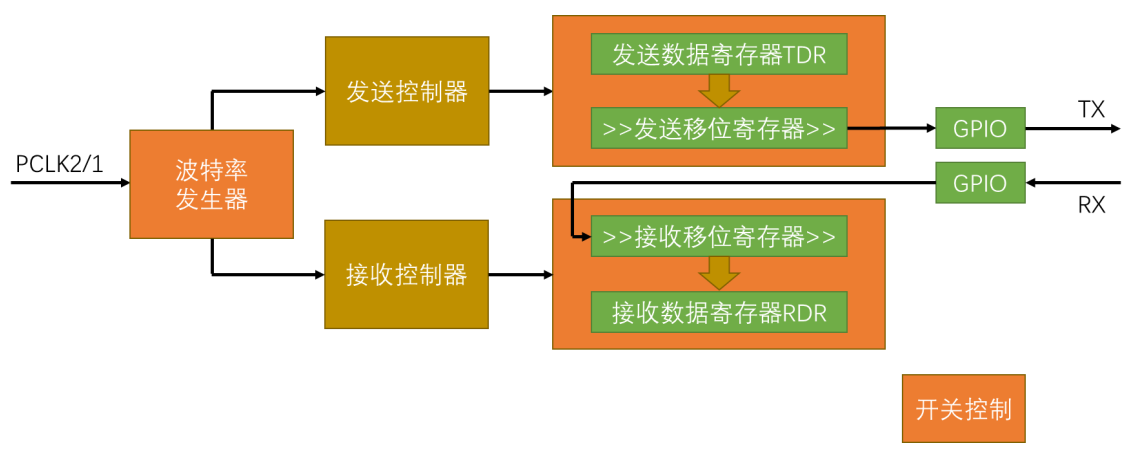 发送数据寄存器TDR
发送控制器
>>发送移位寄存器>>
GPIO
TX
PCLK2/1
波特率
发生器
GPIO
RX
>>接收移位寄存器>>
接收控制器
接收数据寄存器RDR
开关控制